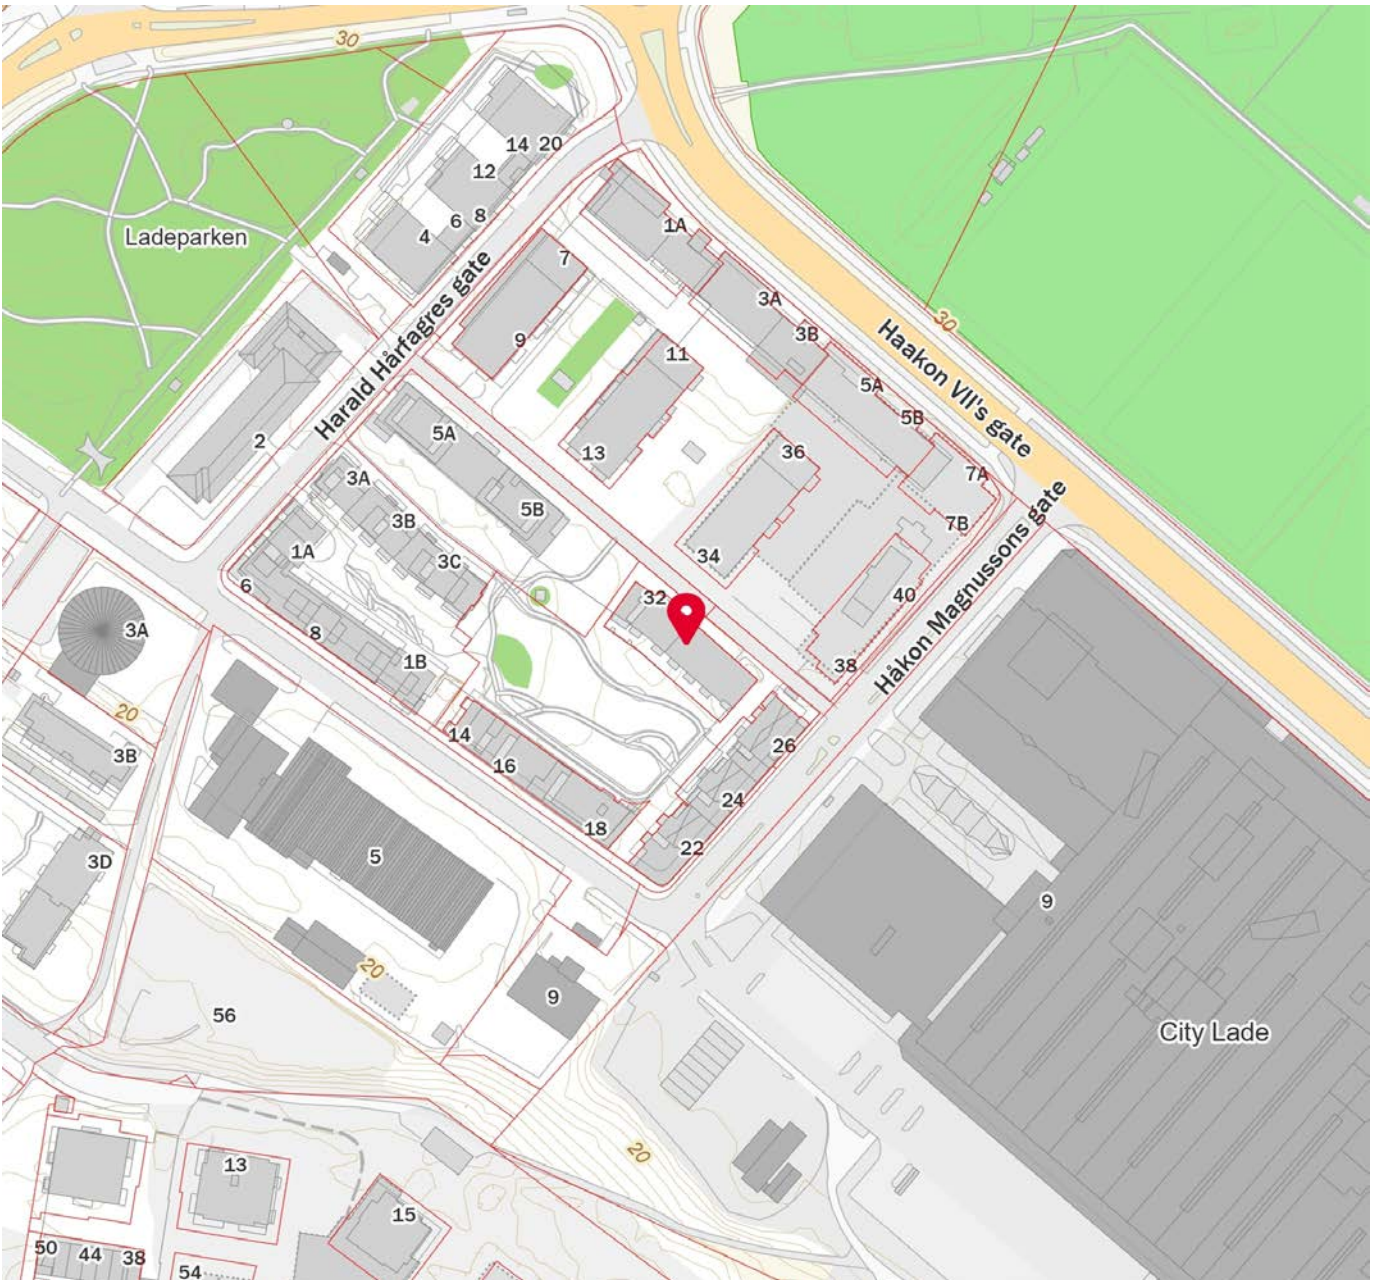 30
14
20
12
1A
Ladeparken
4
6
8
7
3A
Harald Hårfagres gate
Haakon VII's gate
30
9
3B
11
5A
5B
2
5A
13
36
7A
3A
3B
5B
7B
Håkon Magnussons gate
1A
3C
34
6
32
40
3A
8
1B
38
20
3B
14
16
26
24
18
22
3D
5
9
20
9
56
City Lade
20
13
15
50
44
38
54